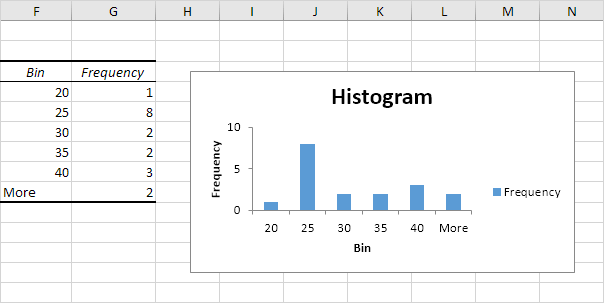 F G H I J K L M N
Bin Frequency
20 1
25 8
30 2
35 2
40 3
More 2
Histogram
Frequency
10
5
0
20 25 30 35 40 More
Bin
Frequency